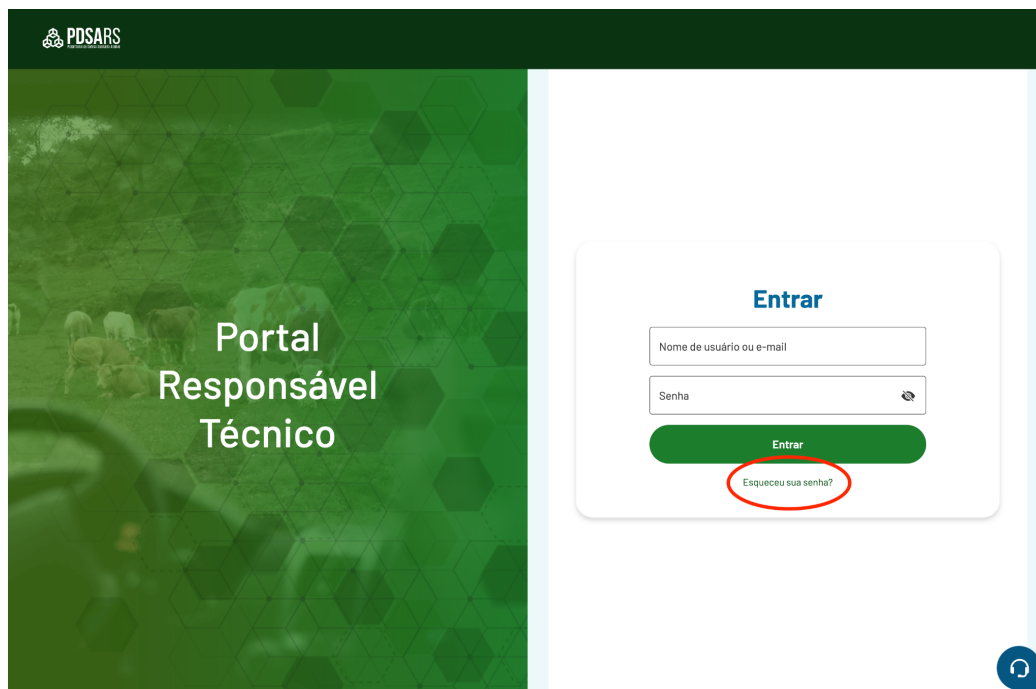 PDSARS
Portal
Responsável
Técnico
Entrar
Nome de usuário ou e-mail
Senha
Entrar
Esqueceu sua senha?